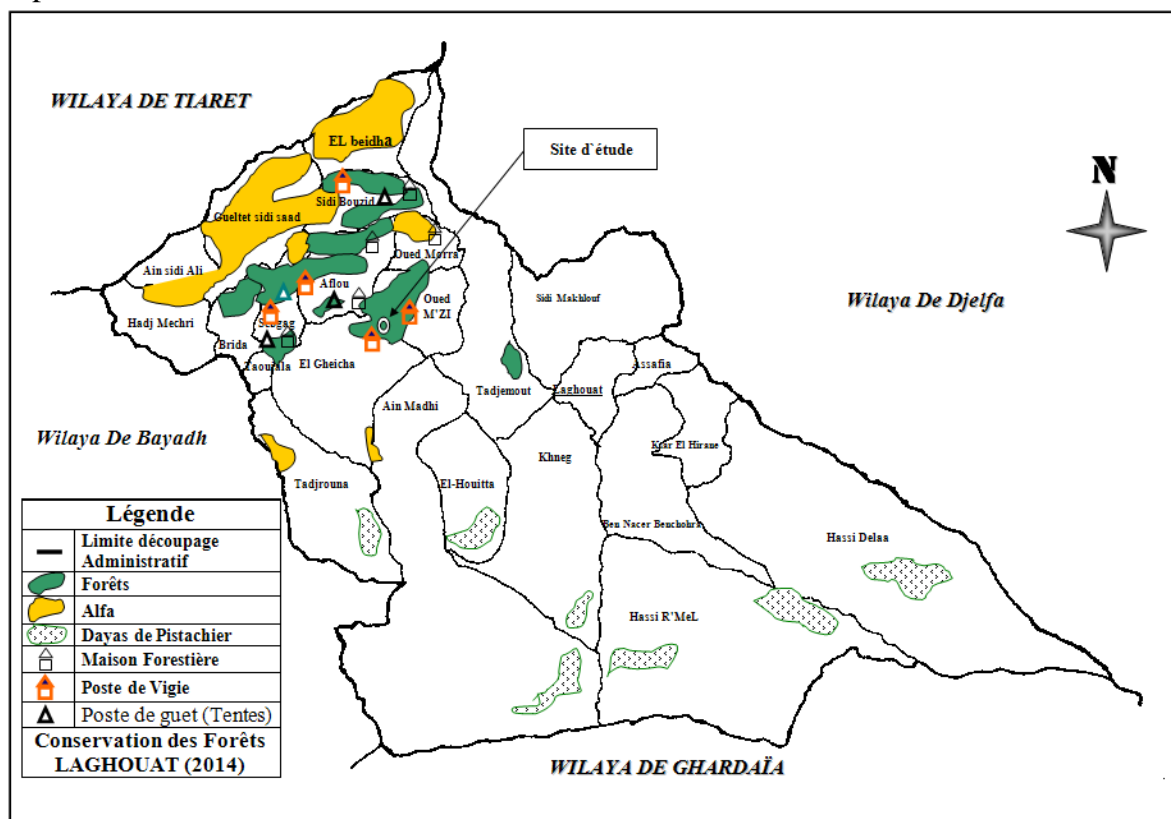 WILAYA DE TIARET
EL beidha
Site d`étude
N
Sidi Bouzid
Gueltet sidi saad
Oued Morra
Ain sidi Ali
Aflou
Oued
M'ZI
Sidi Makhlouf
Wilaya De Djelfa
Hadj Mechri
Brida
El Gheicha
Assafia
Tadjemout
Laghouat
Ain Madhi
Wilaya De Bayadh
Ksar El Hirane
Khneg
Tadjrouna
El-Houitta
Ben Nacer Benchohra
Hassi Delaa
Hassi R'MeL
WILAYA DE GHARDAÏA
Légende
Limite découpage
Administratif
Forêts
Alfa
Dayas de Pistachier
Maison Forestière
Poste de Vigie
Poste de guet (Tentes)
Conservation des Forêts
LAGHOUAT (2014)